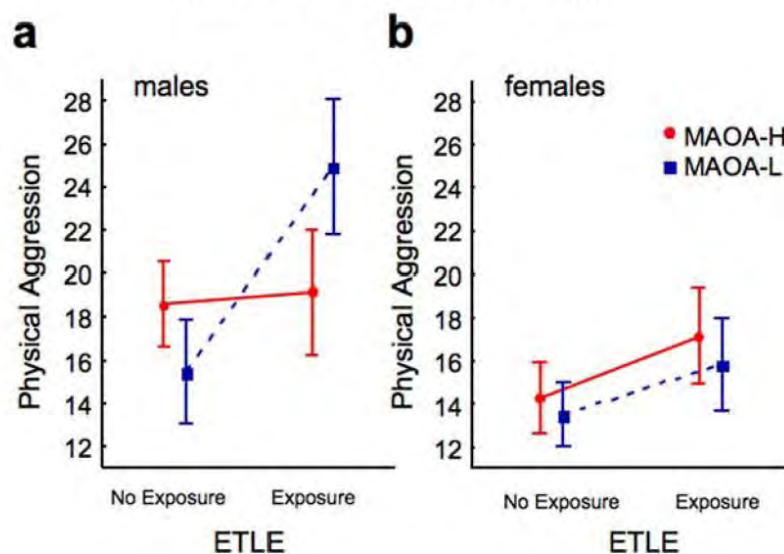 a
males
28
26
24
22
20
18
16
14
12
Physical Aggression
No Exposure Exposure
ETLE
b
females
MAOA-H
MAOA-L
28
26
24
22
20
18
16
14
12
Physical Aggression
No Exposure Exposure
ETLE